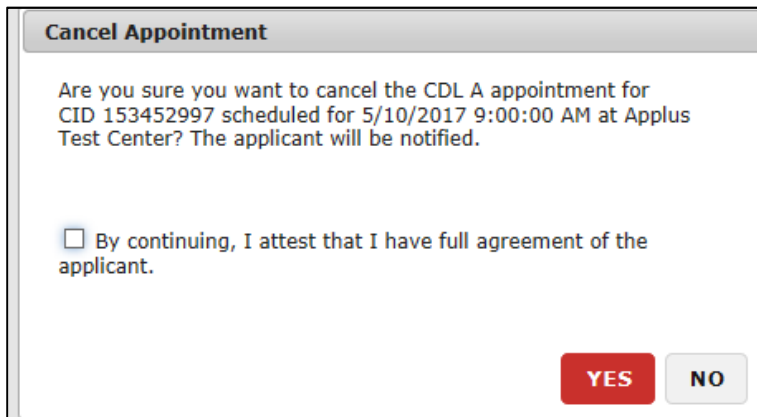 Cancel Appointment
Are you sure you want to cancel the CDL A appointment for
CID 153452997 scheduled for 5/10/2017 9:00:00 AM at Applus
Test Center? The applicant will be notified.
By continuing, I attest that I have full agreement of the
applicant.
YES NO